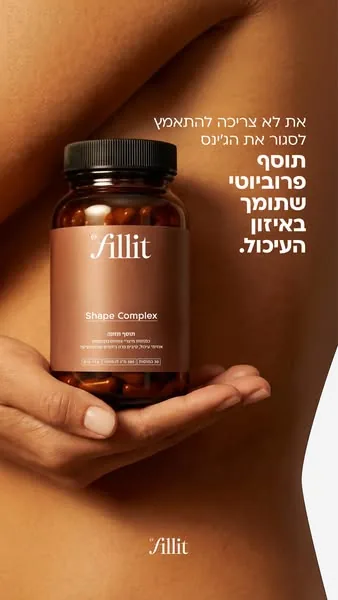 את לא צריכה להתאמץ
לסגור את הג'ינס
תוסף
פרוביוטי
שתומך
באיזון
העיכול.
fillit
Shape Complex
תוסף תזונה
fillit